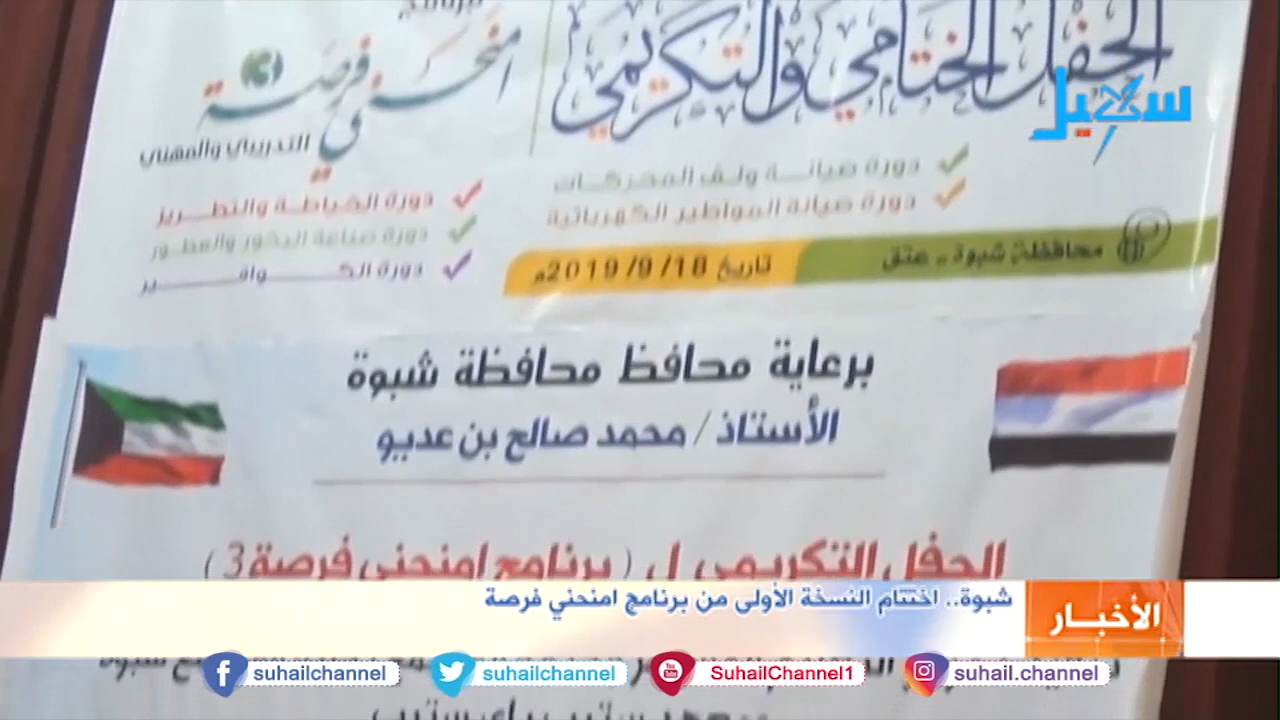 الحفل الختامي والتكريمي
برنامج
امنحني فرصة
التدريبي والمهني
سهيل
دورة صيانة ولف المحركات
دورة صيانة المواطير الكهربائية
دورة الخياطة والتطريز
دورة صناعة البخور والعطور
دورة الكوافير
محافظة شبوة - عتق
تاريخ 2019/9/18م
برعاية محافظ محافظة شبوة
الأستاذ / محمد صالح بن عديو
الحفل التكريمي ل ( برنامج امنحني فرصة 3 )
الأخبار
شبوة.. اختتام النسخة الأولى من برنامج امنحني فرصة
شبوة
suhailchannel
suhailchannel
SuhailChannel1
suhail.channel